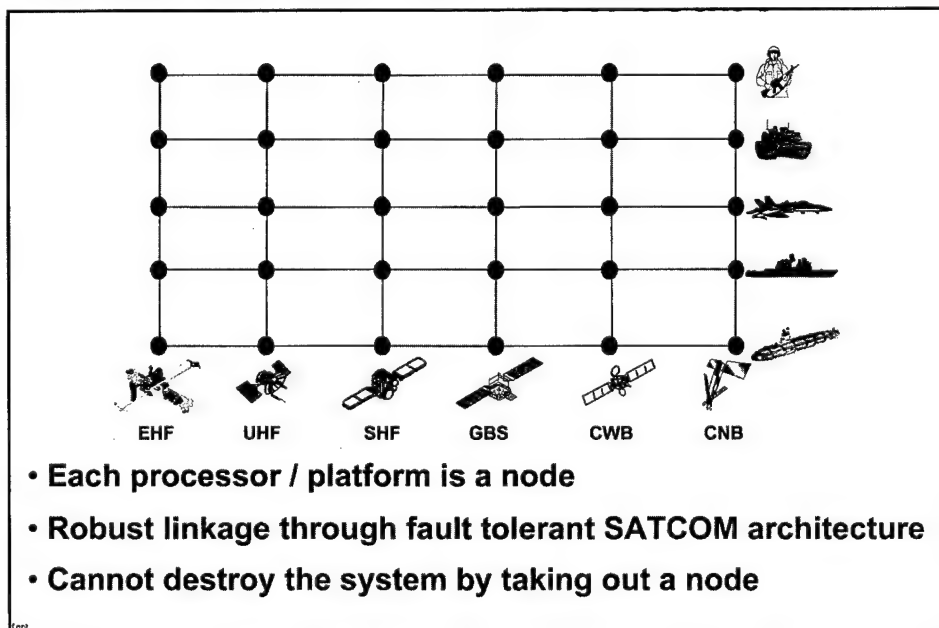 EHF UHF SHF GBS CWB CNB
• Each processor / platform is a node
• Robust linkage through fault tolerant SATCOM architecture
• Cannot destroy the system by taking out a node